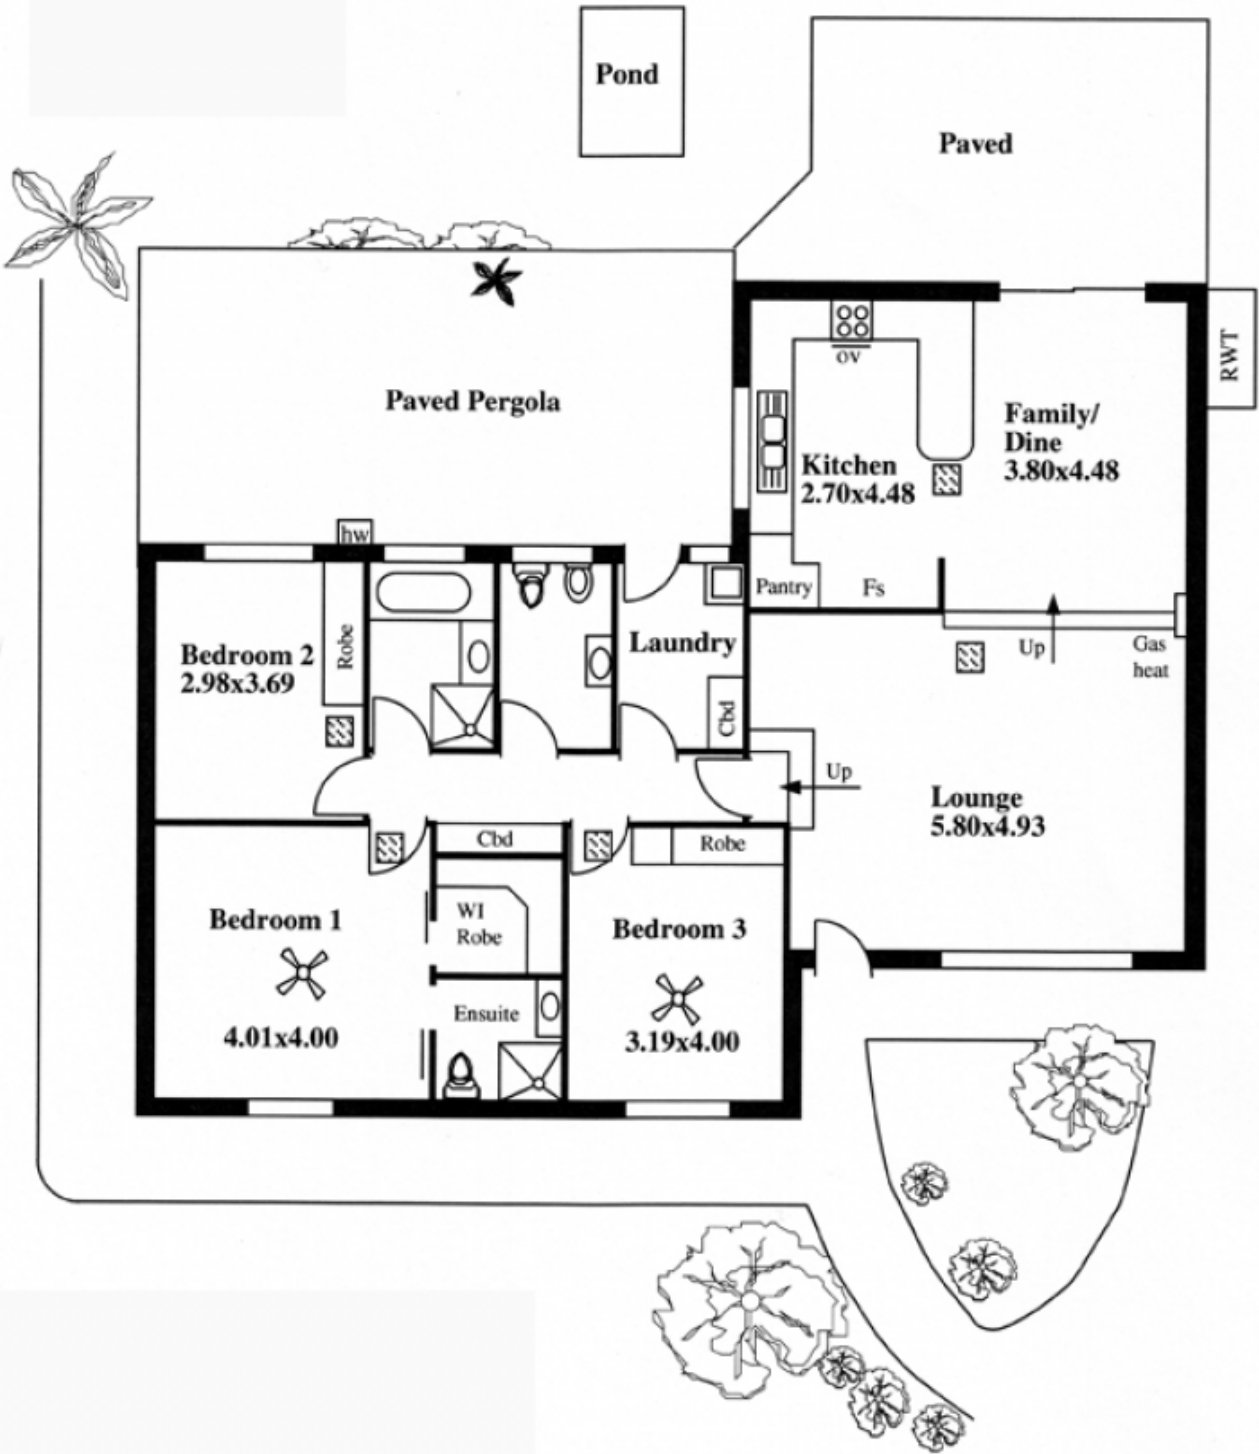 Pond
Paved
RWT
ov
Family/
Dine
3.80x4.48
Paved Pergola
Kitchen
2.70x4.48
hw
Pantry
Fs
Bedroom 2
2.98x3.69
Robe
Laundry
Cbd
Up
Gas
heat
Up
Lounge
5.80x4.93
Cbd
Robe
Bedroom 1
4.01x4.00
WI
Robe
Bedroom 3
3.19x4.00
Ensuite